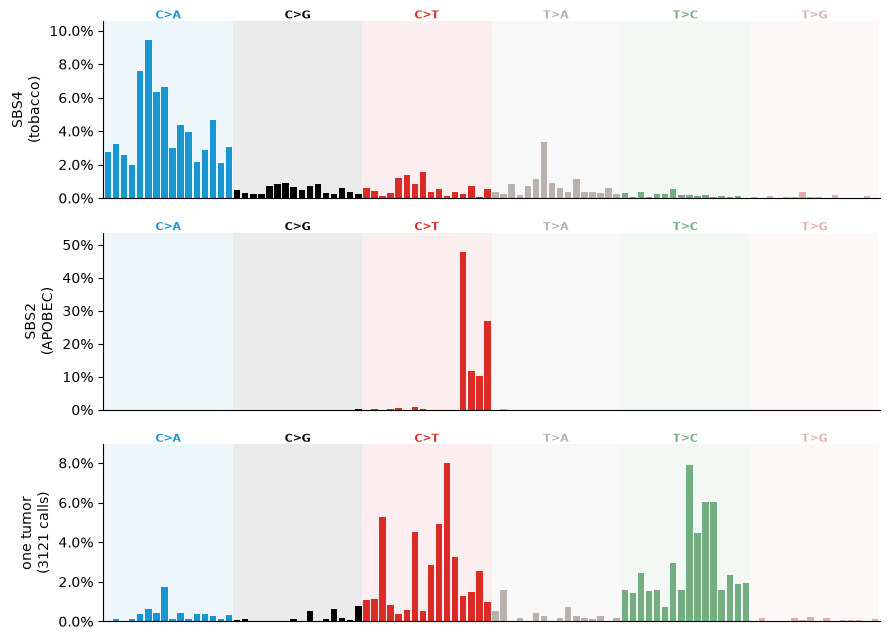 C>A C>G C>T T>A T>C T>G
10.0%
8.0%
6.0%
4.0%
2.0%
0.0%
SBS4
(tobacco)
C>A C>G C>T T>A T>C T>G
50%
40%
30%
20%
10%
0%
SBS2
(APOBEC)
C>A C>G C>T T>A T>C T>G
8.0%
6.0%
4.0%
2.0%
0.0%
one tumor
(3121 calls)